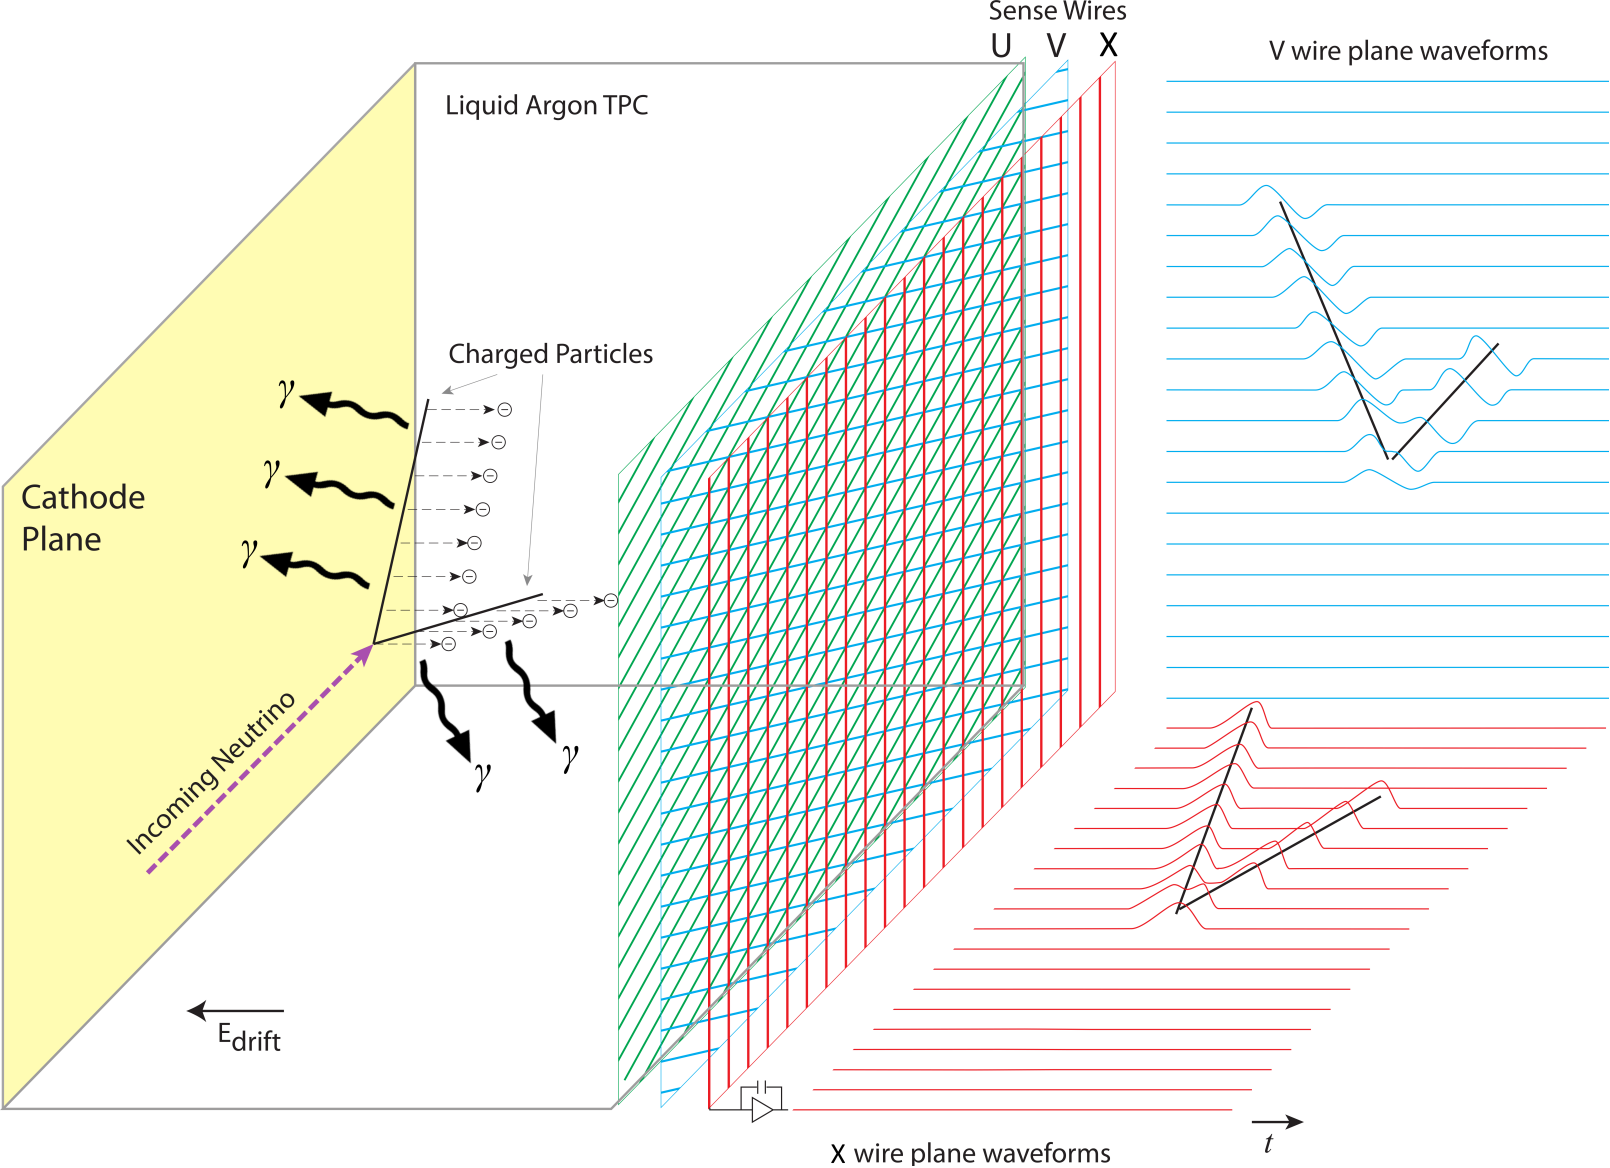 Sense Wires
U V X
V wire plane waveforms
Liquid Argon TPC
Charged Particles
γ
γ
γ
Cathode
Plane
Incoming Neutrino
γ
γ
Edrift
t
X wire plane waveforms